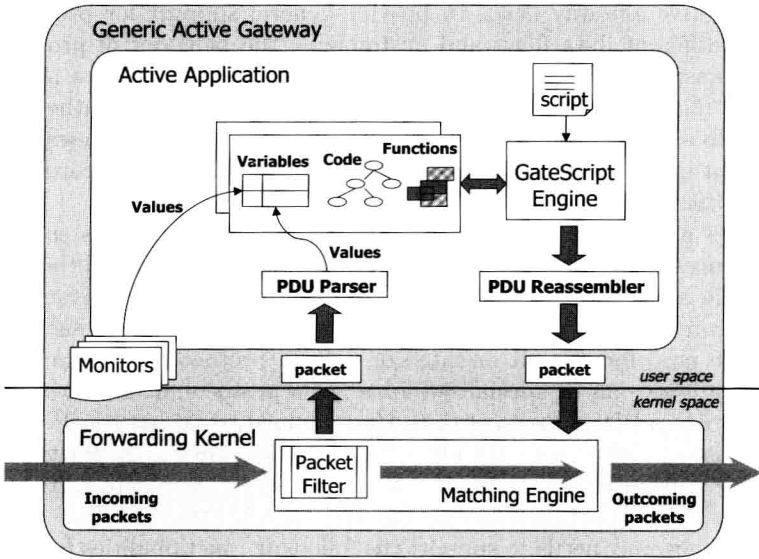 Generic Active Gateway
Active Application
script
Variables
Code
Functions
GateScript
Engine
Values
Values
PDU Parser
PDU Reassembler
Monitors
packet
packet
user space
kernel space
Forwarding Kernel
Packet
Filter
Matching Engine
Incoming
packets
Outcoming
packets